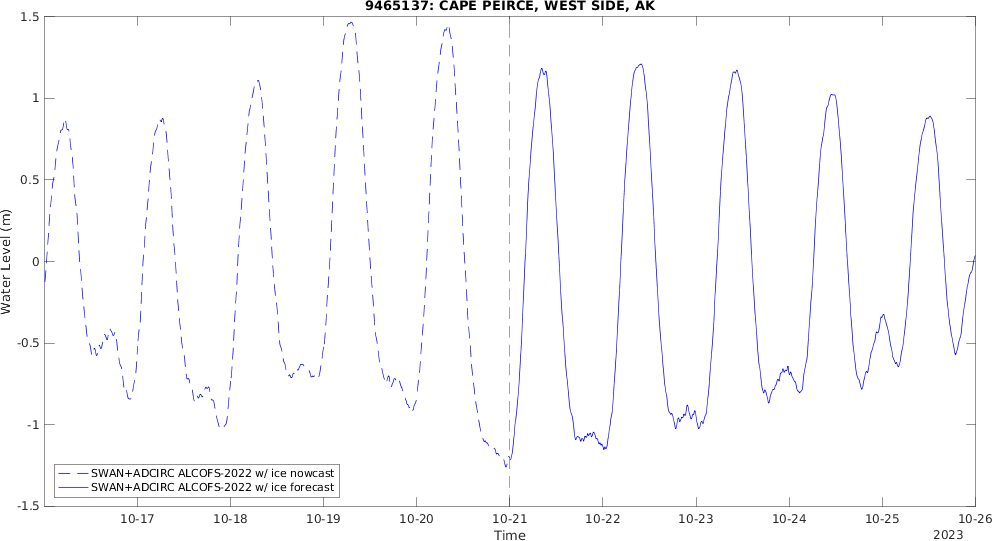 9465137: CAPE PEIRCE, WEST SIDE, AK
1.5
1
0.5
0
-0.5
-1
-1.5
Water Level (m)
SWAN+ADCIRC ALCOFS-2022 w/ ice nowcast
SWAN+ADCIRC ALCOFS-2022 w/ ice forecast
10-17 10-18 10-19 10-20 10-21 10-22 10-23 10-24 10-25 10-26
Time
2023